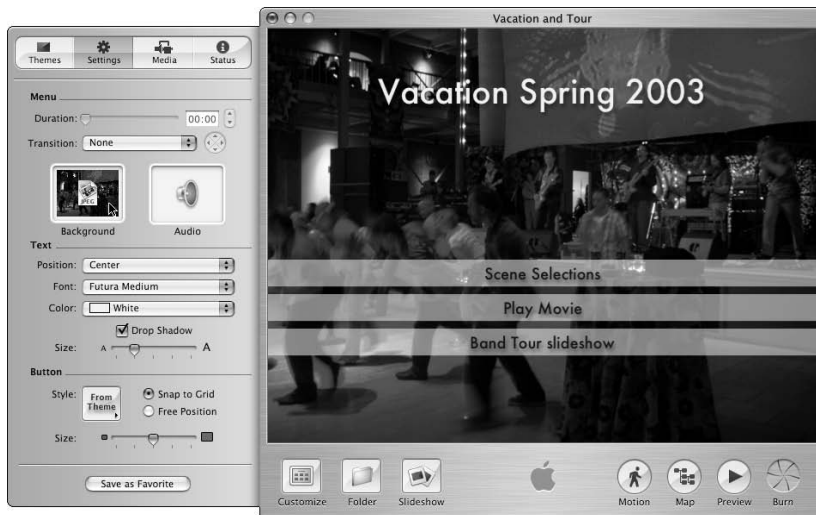 Vacation and Tour
Themes Settings Media Status
Menu
Duration: 00:00
Transition: None
JPEG
Background Audio
Text
Position: Center
Font: Futura Medium
Color: White
Drop Shadow
Size: A A
Button
Style: From Theme
Snap to Grid
Free Position
Size:
Save as Favorite
Vacation Spring 2003
Scene Selections
Play Movie
Band Tour slideshow
Customize Folder Slideshow Motion Map Preview Burn